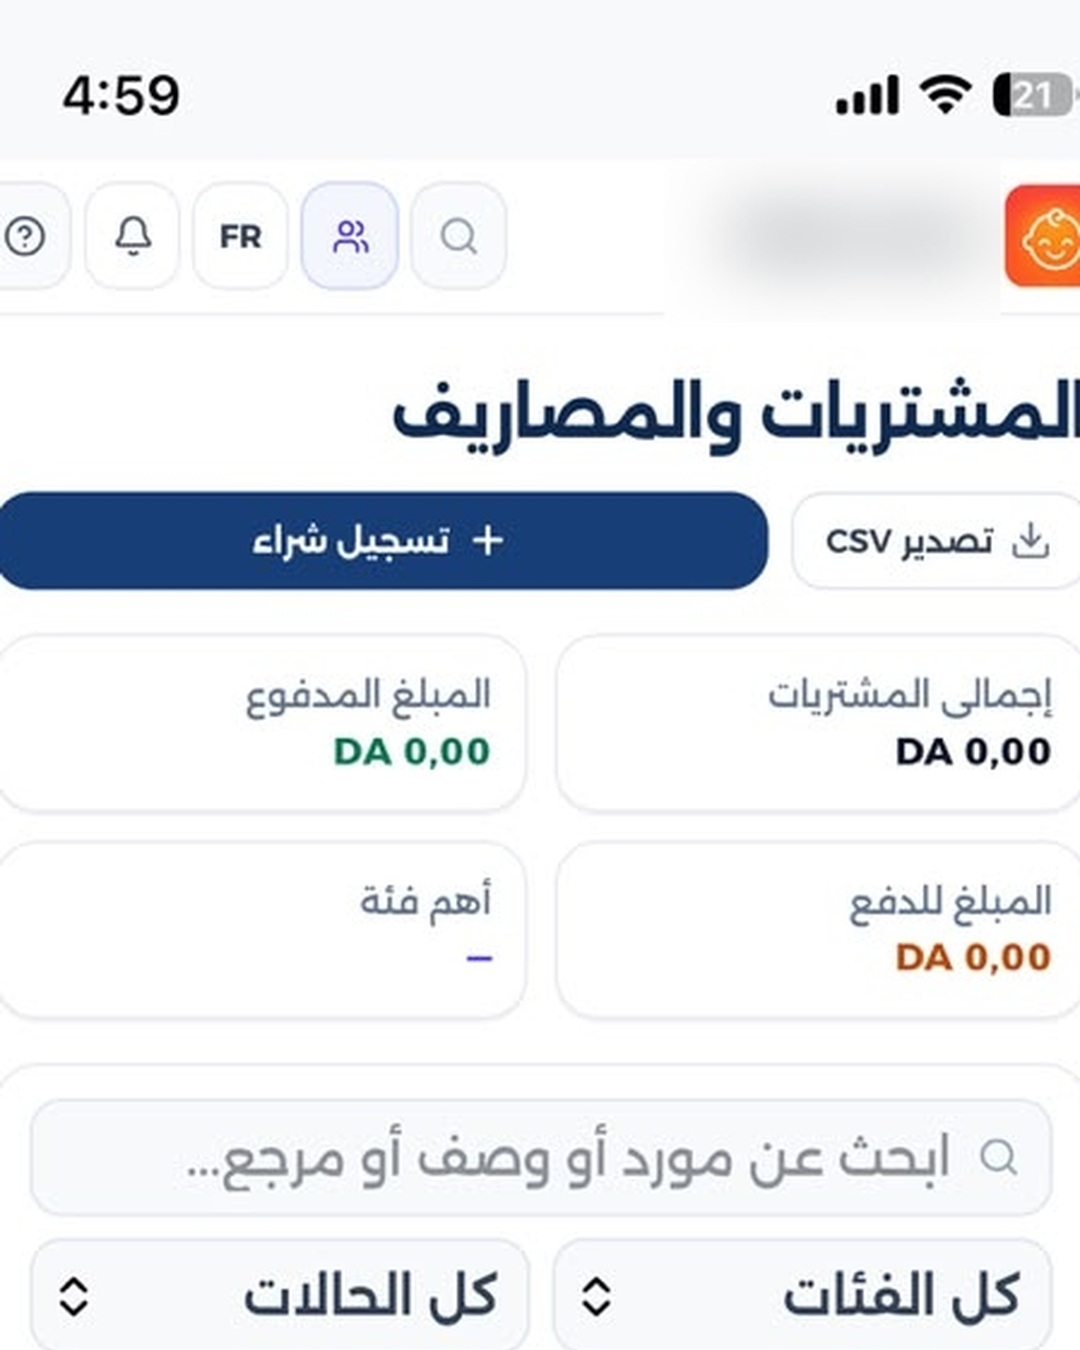 4:59
21
FR
المشتريات والمصاريف
تصدير CSV
+ تسجيل شراء
إجمالي المشتريات
DA 0,00
المبلغ المدفوع
DA 0,00
المبلغ للدفع
DA 0,00
أهم فئة
–
ابحث عن مورد أو وصف أو مرجع...
كل الفئات
كل الحالات